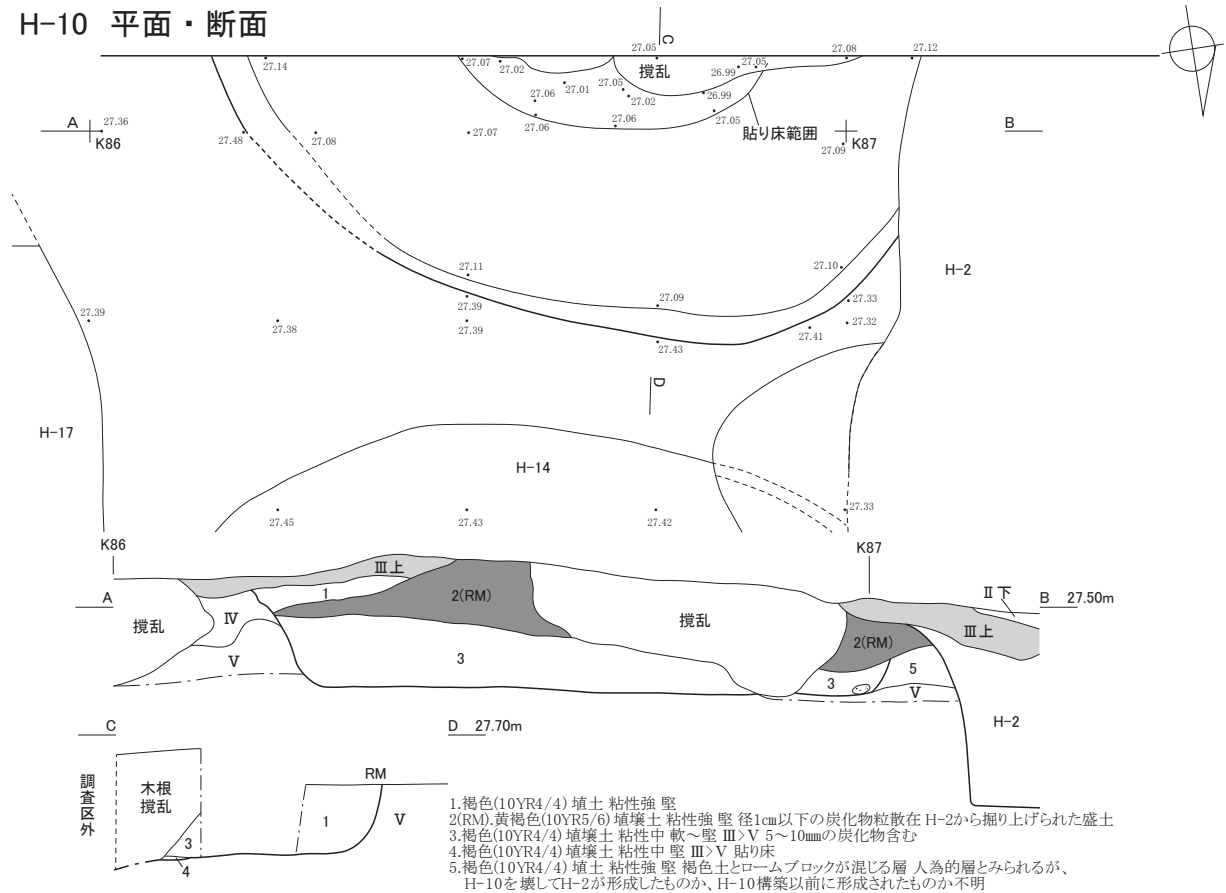 H-10 平面・断面
C
27.05
27.08
27.12
27.14
27.07
27.02
撹乱
27.05
26.99
27.01
27.05
27.06
27.02
26.99
27.06
27.06
27.05
貼り床範囲
A
27.36
K86
27.48
27.08
27.07
K87
27.09
B
27.11
27.10
H-2
27.39
27.09
27.33
27.39
27.38
27.39
27.41
27.32
27.43
D
H-17
H-14
27.45
27.43
27.42
27.33
K86
K87
Ⅲ上
Ⅱ下
A
1
2(RM)
B 27.50m
撹乱
Ⅳ
撹乱
2(RM)
Ⅲ上
Ⅴ
3
3
5
Ⅴ
H-2
C
D 27.70m
調査区外
木根
撹乱
RM
1
Ⅴ
3
4
1.褐色(10YR4/4) 埴土 粘性強 堅
2(RM).黄褐色(10YR5/6) 埴壌土 粘性強 堅 径1㎝以下の炭化物粒散在 H-2から掘り上げられた盛土
3.褐色(10YR4/4) 埴壌土 粘性中 軟～堅 Ⅲ>Ⅴ 5～10㎜の炭化物含む
4.褐色(10YR4/4) 埴壌土 粘性中 堅 Ⅲ>Ⅴ 貼り床
5.褐色(10YR4/4) 埴土 粘性強 堅 褐色土とロームブロックが混じる層 人為的層とみられるが、
H-10を壊してH-2が形成したものか、H-10構築以前に形成されたものか不明